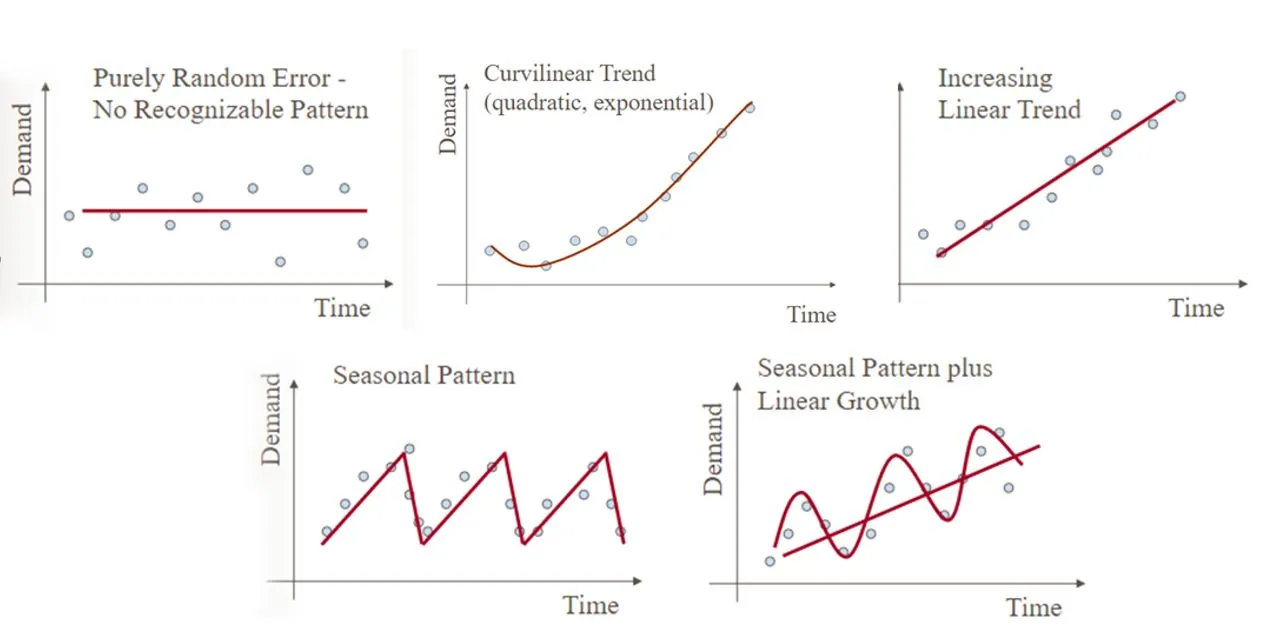 Purely Random Error -
No Recognizable Pattern
Demand
Time
Curvilinear Trend
(quadratic, exponential)
Demand
Time
Increasing
Linear Trend
Time
Seasonal Pattern
Demand
Time
Seasonal Pattern plus
Linear Growth
Demand
Time